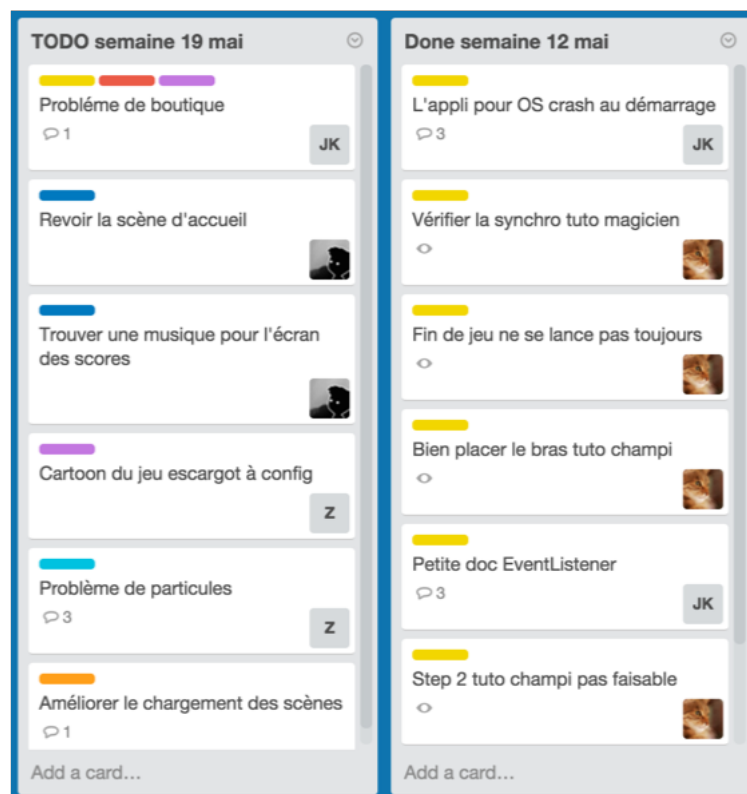 TODO semaine 19 mai
Probléme de boutique
1
JK
Revoir la scène d'accueil
Trouver une musique pour l'écran
des scores
Cartoon du jeu escargot à config
Z
Problème de particules
3
Z
Améliorer le chargement des scènes
1
Add a card...
Done semaine 12 mai
L'appli pour OS crash au démarrage
3
JK
Vérifier la synchro tuto magicien
Fin de jeu ne se lance pas toujours
Bien placer le bras tuto champi
Petite doc EventListener
3
JK
Step 2 tuto champi pas faisable
Add a card...